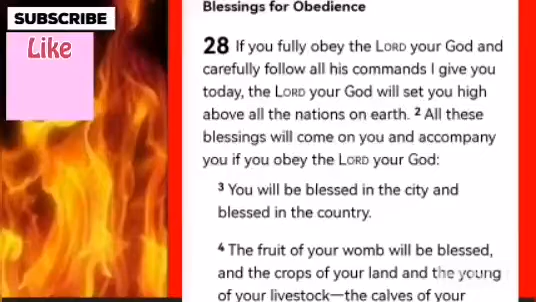 SUBSCRIBE
Like
Blessings for Obedience
28 If you fully obey the LORD your God and
carefully follow all his commands I give you
today, the LORD your God will set you high
above all the nations on earth. 2 All these
blessings will come on you and accompany
you if you obey the LORD your God:
3 You will be blessed in the city and
blessed in the country.
4 The fruit of your womb will be blessed,
and the crops of your land and the young
of your livestock—the calves of your